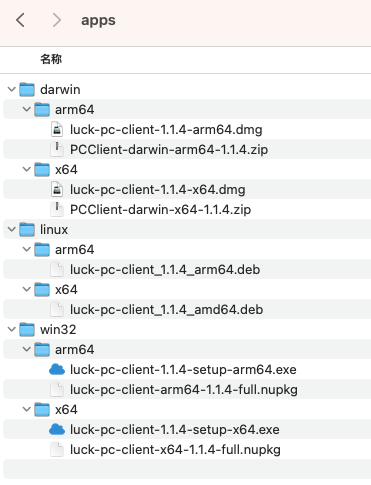 apps
名称
darwin
arm64
luck-pc-client-1.1.4-arm64.dmg
PCClient-darwin-arm64-1.1.4.zip
x64
luck-pc-client-1.1.4-x64.dmg
PCClient-darwin-x64-1.1.4.zip
linux
arm64
luck-pc-client_1.1.4_arm64.deb
x64
luck-pc-client_1.1.4_amd64.deb
win32
arm64
luck-pc-client-1.1.4-setup-arm64.exe
luck-pc-client-arm64-1.1.4-full.nupkg
x64
luck-pc-client-1.1.4-setup-x64.exe
luck-pc-client-x64-1.1.4-full.nupkg